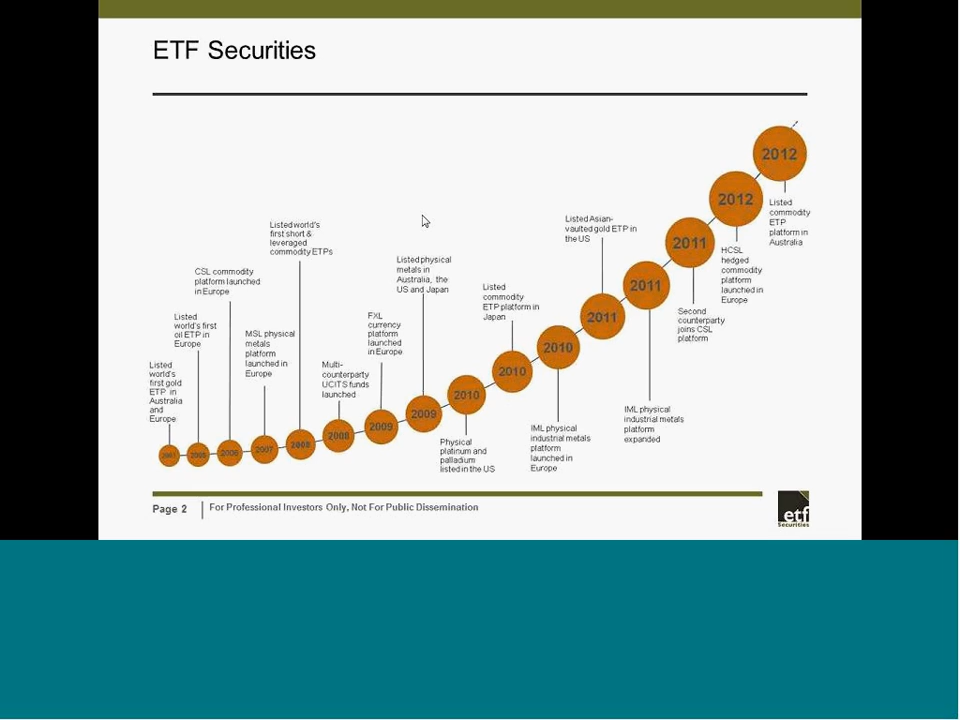 ETF Securities
Listed
world's
first gold
ETP in
Australia
and
Europe
Listed
world's first
oil ETP in
Europe
CSL commodity
platform launched
in Europe
MSL physical
metals
platform
launched in
Europe
Listed world's
first short &
leveraged
commodity ETPs
Multi-
counterparty
UCITS funds
launched
FXL
currency
platform
launched
in Europe
Listed physical
metals in
Australia, the
US and Japan
Physical
platinum and
palladium
listed in the US
Listed
commodity
ETP platform in
Japan
IML physical
industrial metals
platform
launched in
Europe
Listed Asian-
vaulted gold ETP in
the US
IML physical
industrial metals
platform
expanded
Second
counterparty
joins CSL
platform
HCSL
hedged
commodity
platform
launched in
Europe
Listed
commodity
ETP
platform in
Australia
2006
2007
2008
2008
2009
2009
2010
2010
2010
2011
2011
2011
2012
2012
Page 2
For Professional Investors Only, Not For Public Dissemination
etf
Securities